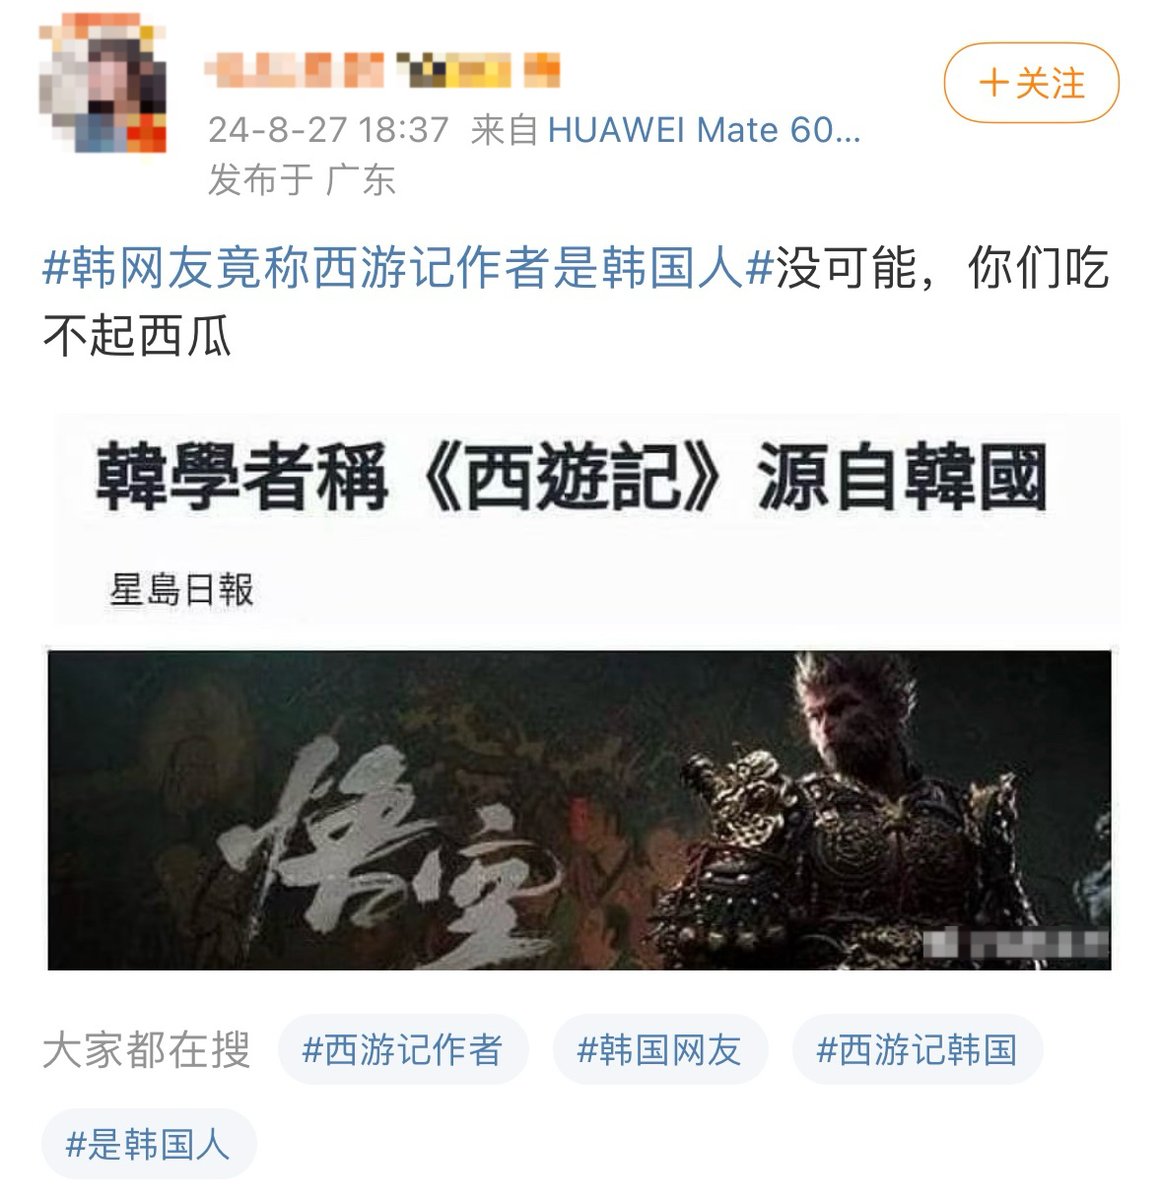 24-8-27 18:37 来自 HUAWEI Mate 60...
+关注
发布于 广东
#韩网友竟称西游记作者是韩国人#没可能，你们吃
不起西瓜
韓學者稱《西遊記》源自韓國
星島日報
悟空
大家都在搜 #西游记作者 #韩国网友 #西游记韩国
#是韩国人